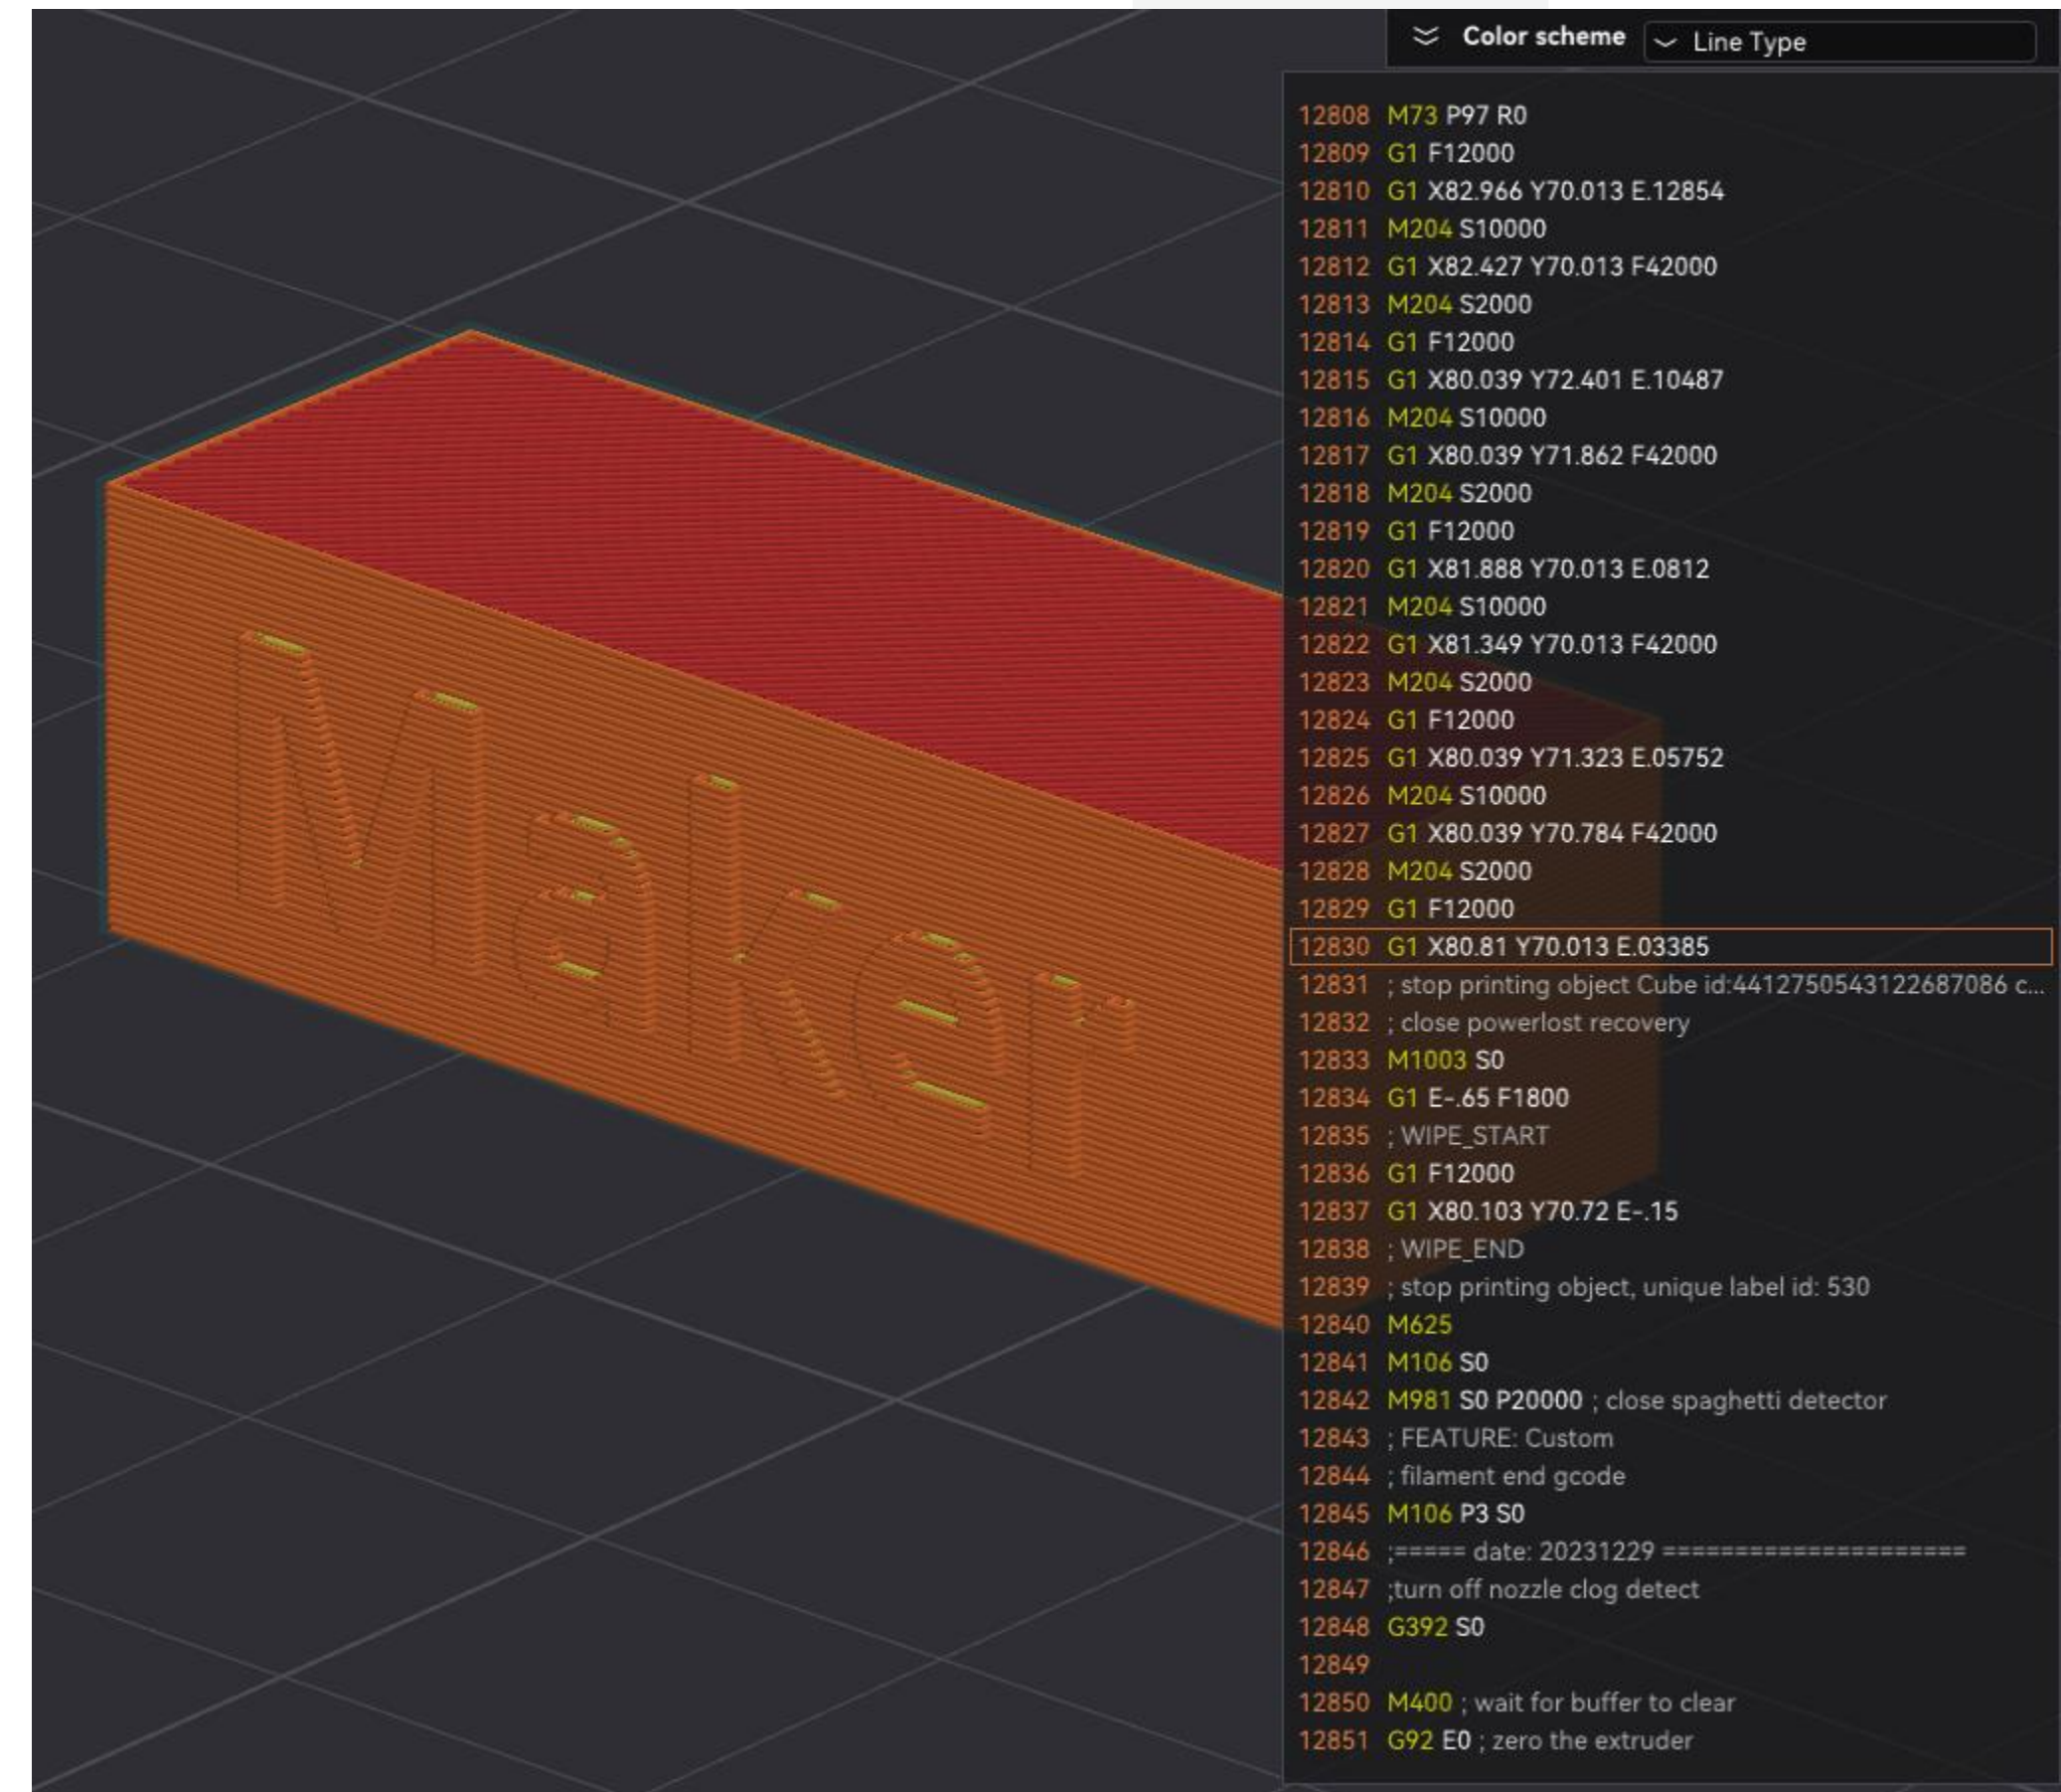 Color scheme Line Type
12808 M73 P97 R0
12809 G1 F12000
12810 G1 X82.966 Y70.013 E.12854
12811 M204 S10000
12812 G1 X82.427 Y70.013 F42000
12813 M204 S2000
12814 G1 F12000
12815 G1 X80.039 Y72.401 E.10487
12816 M204 S10000
12817 G1 X80.039 Y71.862 F42000
12818 M204 S2000
12819 G1 F12000
12820 G1 X81.888 Y70.013 E.0812
12821 M204 S10000
12822 G1 X81.349 Y70.013 F42000
12823 M204 S2000
12824 G1 F12000
12825 G1 X80.039 Y71.323 E.05752
12826 M204 S10000
12827 G1 X80.039 Y70.784 F42000
12828 M204 S2000
12829 G1 F12000
12830 G1 X80.81 Y70.013 E.03385
12831 ; stop printing object Cube id:4412750543122687086 c...
12832 ; close powerlost recovery
12833 M1003 S0
12834 G1 E-.65 F1800
12835 ; WIPE_START
12836 G1 F12000
12837 G1 X80.103 Y70.72 E-.15
12838 ; WIPE_END
12839 ; stop printing object, unique label id: 530
12840 M625
12841 M106 S0
12842 M981 S0 P20000 ; close spaghetti detector
12843 ; FEATURE: Custom
12844 ; filament end gcode
12845 M106 P3 S0
12846 ;===== date: 20231229 =====================
12847 ;turn off nozzle clog detect
12848 G392 S0
12849
12850 M400 ; wait for buffer to clear
12851 G92 E0 ; zero the extruder
Maker